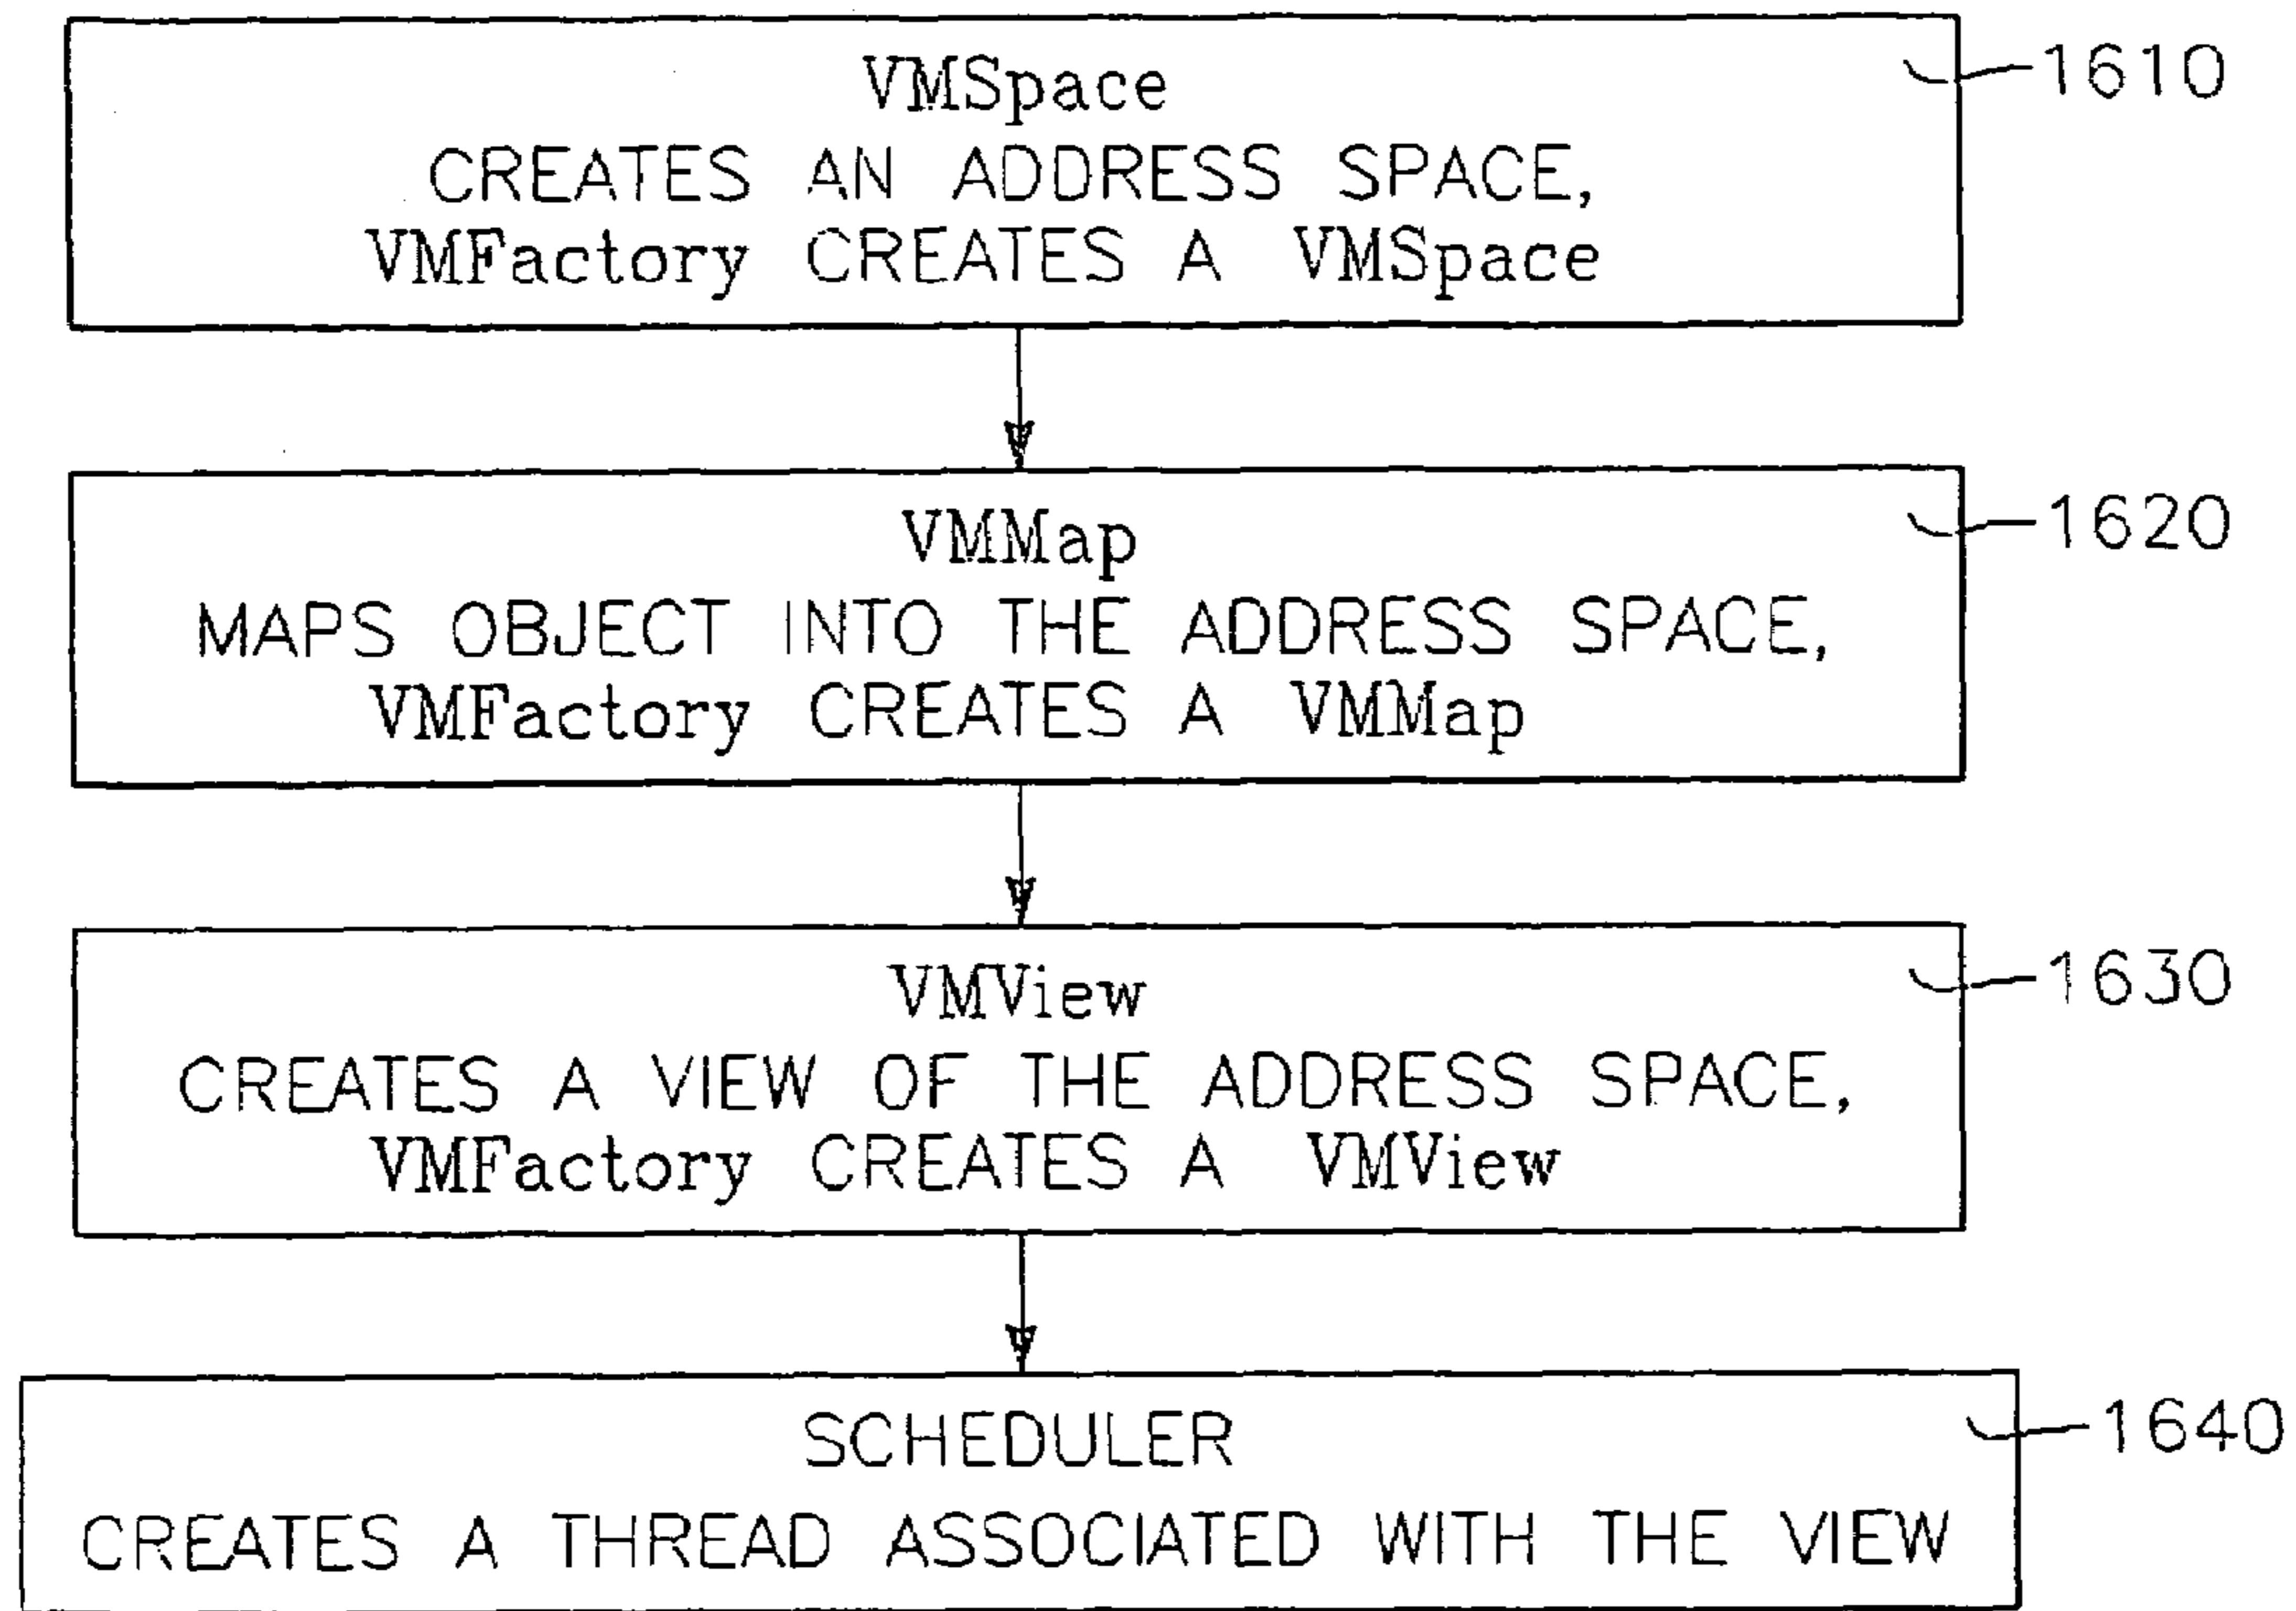 VMSpace
CREATES AN ADDRESS SPACE,
VMFactory CREATES A VMSpace
1610
VMMap
MAPS OBJECT INTO THE ADDRESS SPACE,
VMFactory CREATES A VMMap
1620
VMView
CREATES A VIEW OF THE ADDRESS SPACE,
VMFactory CREATES A VMView
1630
SCHEDULER
CREATES A THREAD ASSOCIATED WITH THE VIEW
1640